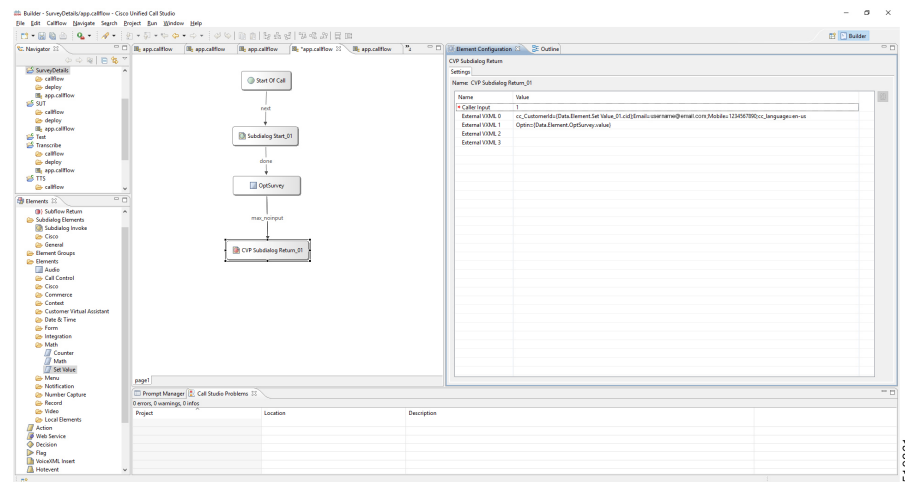 Builder - SurveyDetails/app.callflow - Cisco Unified Call Studio
File Edit Callflow Navigate Search Project Run Window Help
Builder
Navigator
SurveyDetails
callflow
deploy
app.callflow
SUT
callflow
deploy
app.callflow
Test
Transcribe
callflow
deploy
app.callflow
TTS
callflow
Elements
Subflow Return
Subdialog Elements
Subdialog Invoke
Cisco
General
Element Groups
Elements
Audio
Call Control
Cisco
Commerce
Context
Customer Virtual Assistant
Date & Time
Form
Integration
Math
Counter
Math
Set Value
Menu
Notification
Number Capture
Record
Video
Local Elements
Action
Web Service
Decision
Flag
VoiceXML Insert
Hotevent
app.callflow app.callflow app.callflow *app.callflow app.callflow
Start Of Call
next
Subdialog Start_01
done
OptSurvey
max_noinput
CVP Subdialog Return_01
page1
Element Configuration Outline
CVP Subdialog Return
Settings
Name: CVP Subdialog Return_01
Name Value
* Caller Input 1
External VXML 0 cc_CustomerId={Data.Element.Set Value_01.cid};Email=username@email.com;Mobile=1234567890;cc_language=en-us
External VXML 1 Optin={Data.Element.OptSurvey.value}
External VXML 2
External VXML 3
Prompt Manager Call Studio Problems
0 errors, 0 warnings, 0 infos
Project Location Description